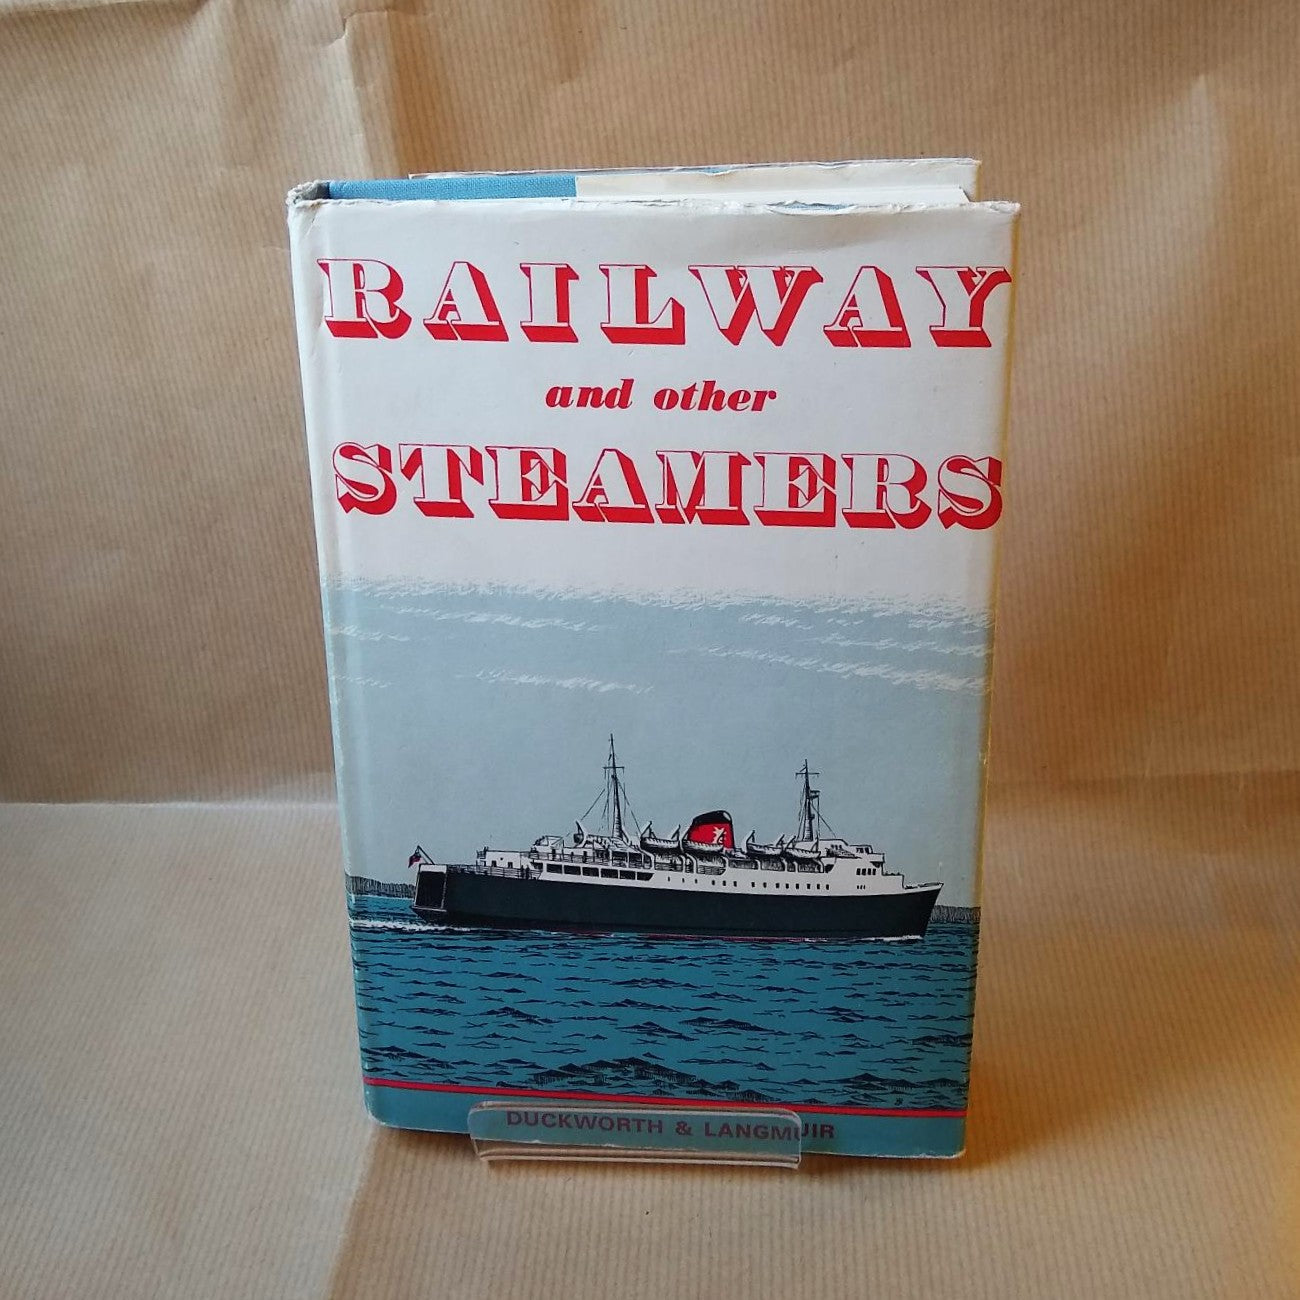 RAILWAY
and other
STEAMERS
DUCKWORTH & LANGMUIR